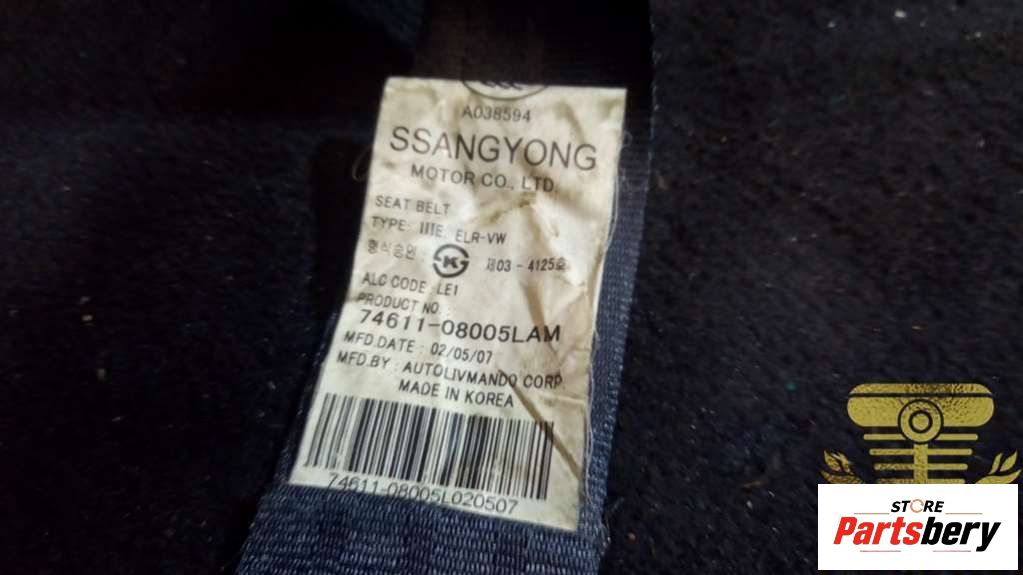 A038594
SSANGYONG
MOTOR CO., LTD.
SEAT BELT
TYPE: IIIE, ELR-VW
형식승인 K 제03 - 4125호
ALC CODE : LE1
PRODUCT NO. :
74611-08005LAM
MFD.DATE : 02/05/07
MFD.BY : AUTOLIVMANDO CORP.
MADE IN KOREA
74611-08005L020507
STORE
Partsbery